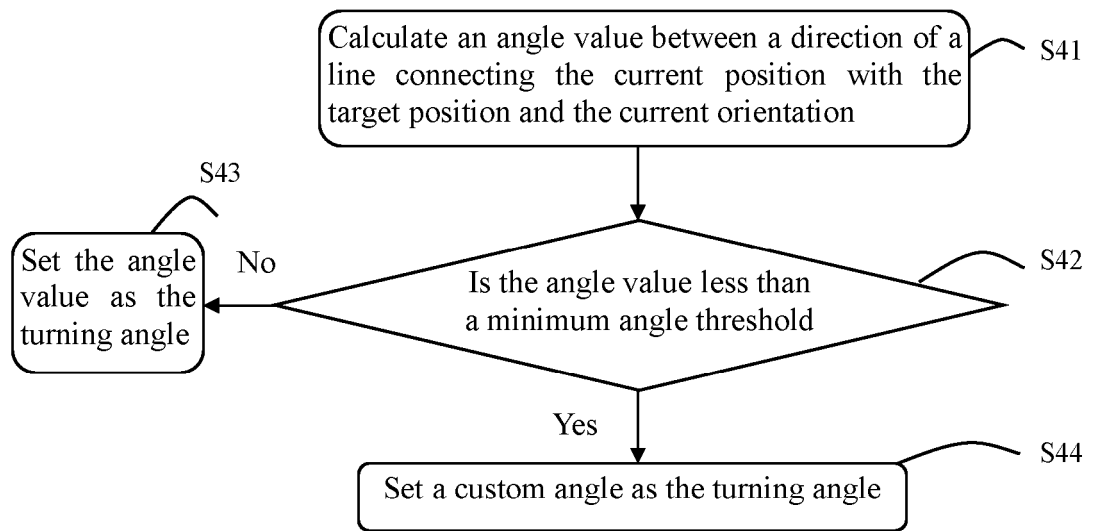 Calculate an angle value between a direction of a
line connecting the current position with the
target position and the current orientation
S41
S43
Set the angle
value as the
turning angle
No
Is the angle value less than
a minimum angle threshold
S42
Yes
S44
Set a custom angle as the turning angle